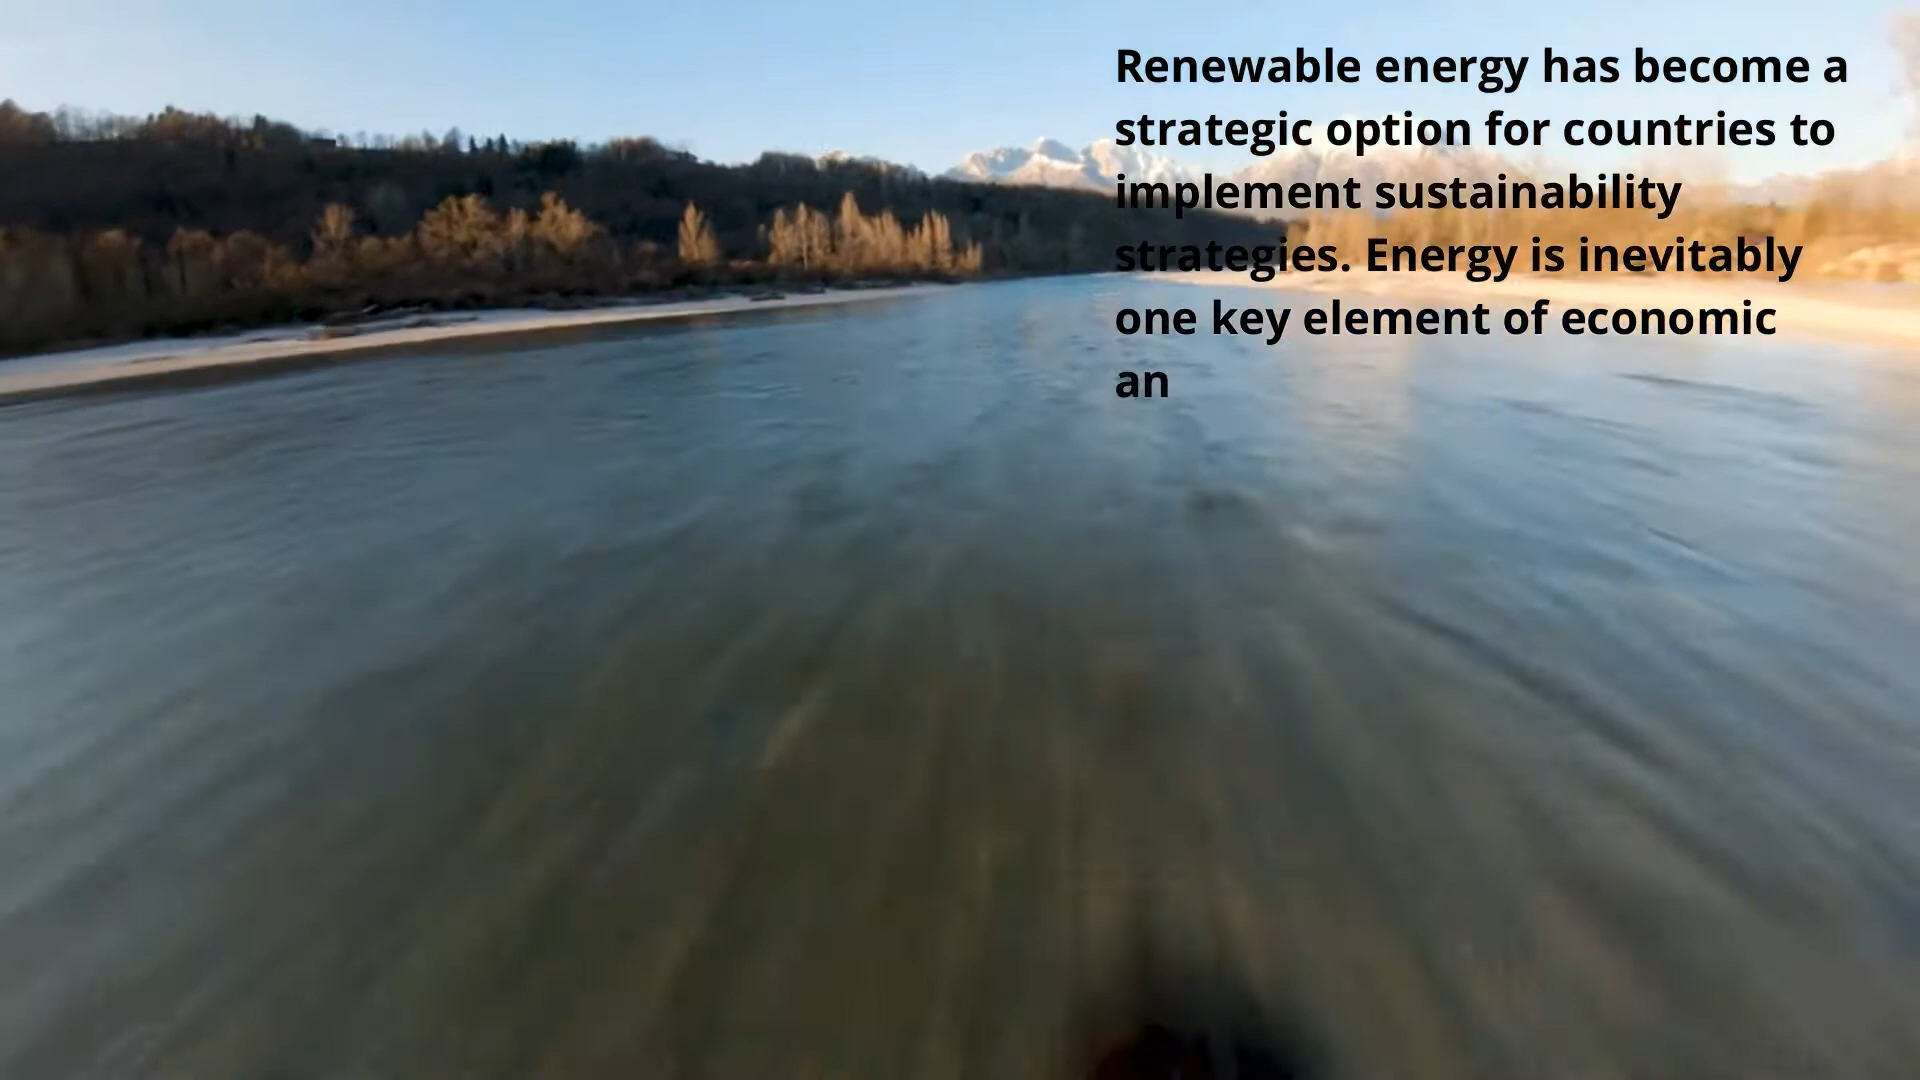 Renewable energy has become a
strategic option for countries to
implement sustainability
strategies. Energy is inevitably
one key element of economic
an